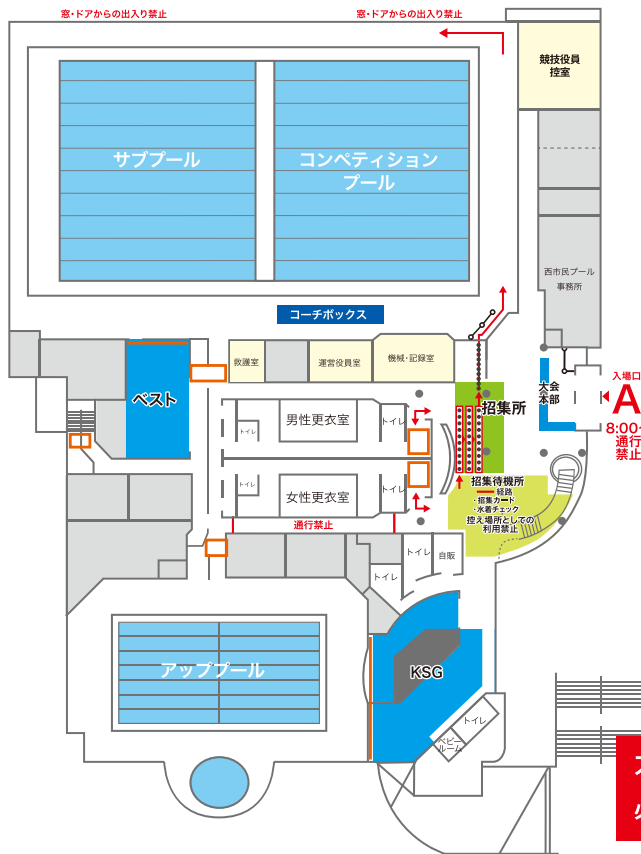 窓・ドアからの出入り禁止
窓・ドアからの出入り禁止
競技役員
控室
サブプール
コンペティション
プール
西市民プール
事務所
コーチボックス
救護室
運営役員室
機械・記録室
ベスト
大会
本部
入場口
A
8:00~
通行
禁止
男性更衣室
トイレ
トイレ
招集所
女性更衣室
トイレ
トイレ
招集待機所
経路
・招集カード
・水着チェック
控え場所としての
利用禁止
通行禁止
トイレ
自販
トイレ
アッププール
KSG
トイレ
ベビー
ルーム